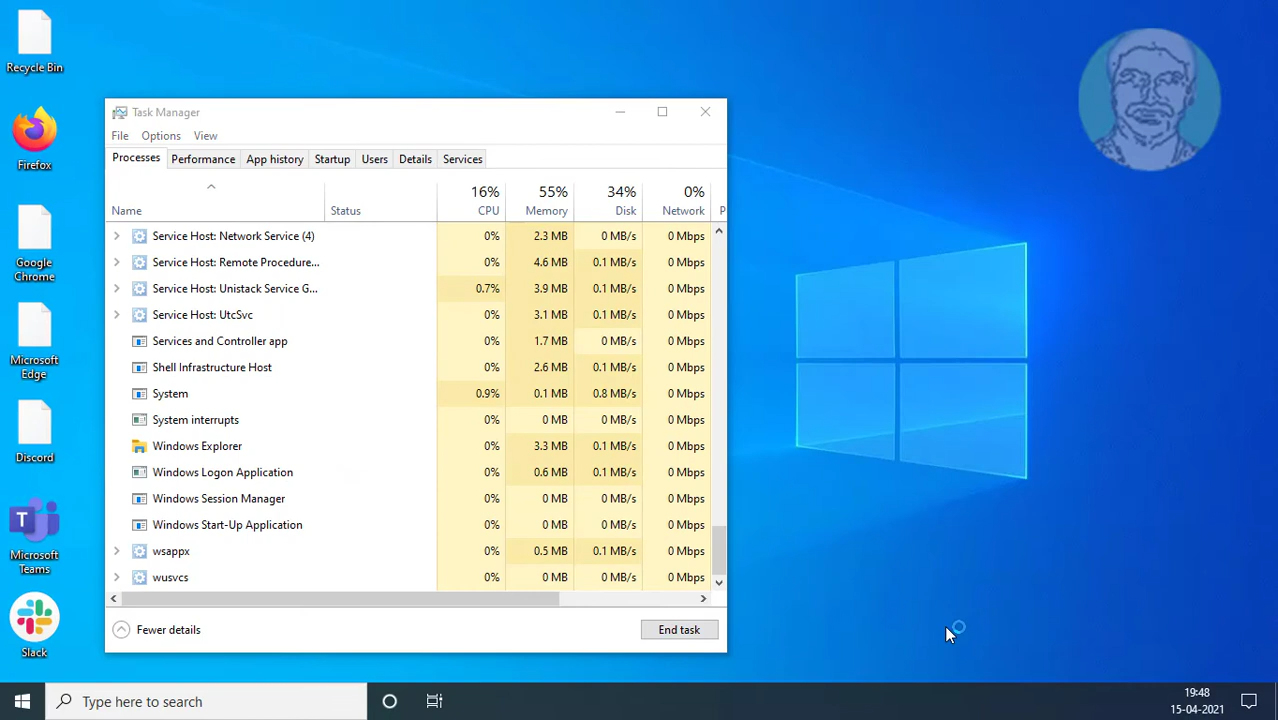 Recycle Bin
Firefox
Google
Chrome
Microsoft
Edge
Discord
Microsoft
Teams
Slack
Task Manager
File Options View
Processes Performance App history Startup Users Details Services
16% 55% 34% 0%
Name Status CPU Memory Disk Network P
Service Host: Network Service (4) 0% 2.3 MB 0 MB/s 0 Mbps
Service Host: Remote Procedure... 0% 4.6 MB 0.1 MB/s 0 Mbps
Service Host: Unistack Service G... 0.7% 3.9 MB 0.1 MB/s 0 Mbps
Service Host: UtcSvc 0% 3.1 MB 0.1 MB/s 0 Mbps
Services and Controller app 0% 1.7 MB 0 MB/s 0 Mbps
Shell Infrastructure Host 0% 2.6 MB 0.1 MB/s 0 Mbps
System 0.9% 0.1 MB 0.8 MB/s 0 Mbps
System interrupts 0% 0 MB 0 MB/s 0 Mbps
Windows Explorer 0% 3.3 MB 0.1 MB/s 0 Mbps
Windows Logon Application 0% 0.6 MB 0.1 MB/s 0 Mbps
Windows Session Manager 0% 0 MB 0 MB/s 0 Mbps
Windows Start-Up Application 0% 0 MB 0 MB/s 0 Mbps
wsappx 0% 0.5 MB 0.1 MB/s 0 Mbps
wusvcs 0% 0 MB 0 MB/s 0 Mbps
Fewer details End task
Type here to search
19:48
15-04-2021